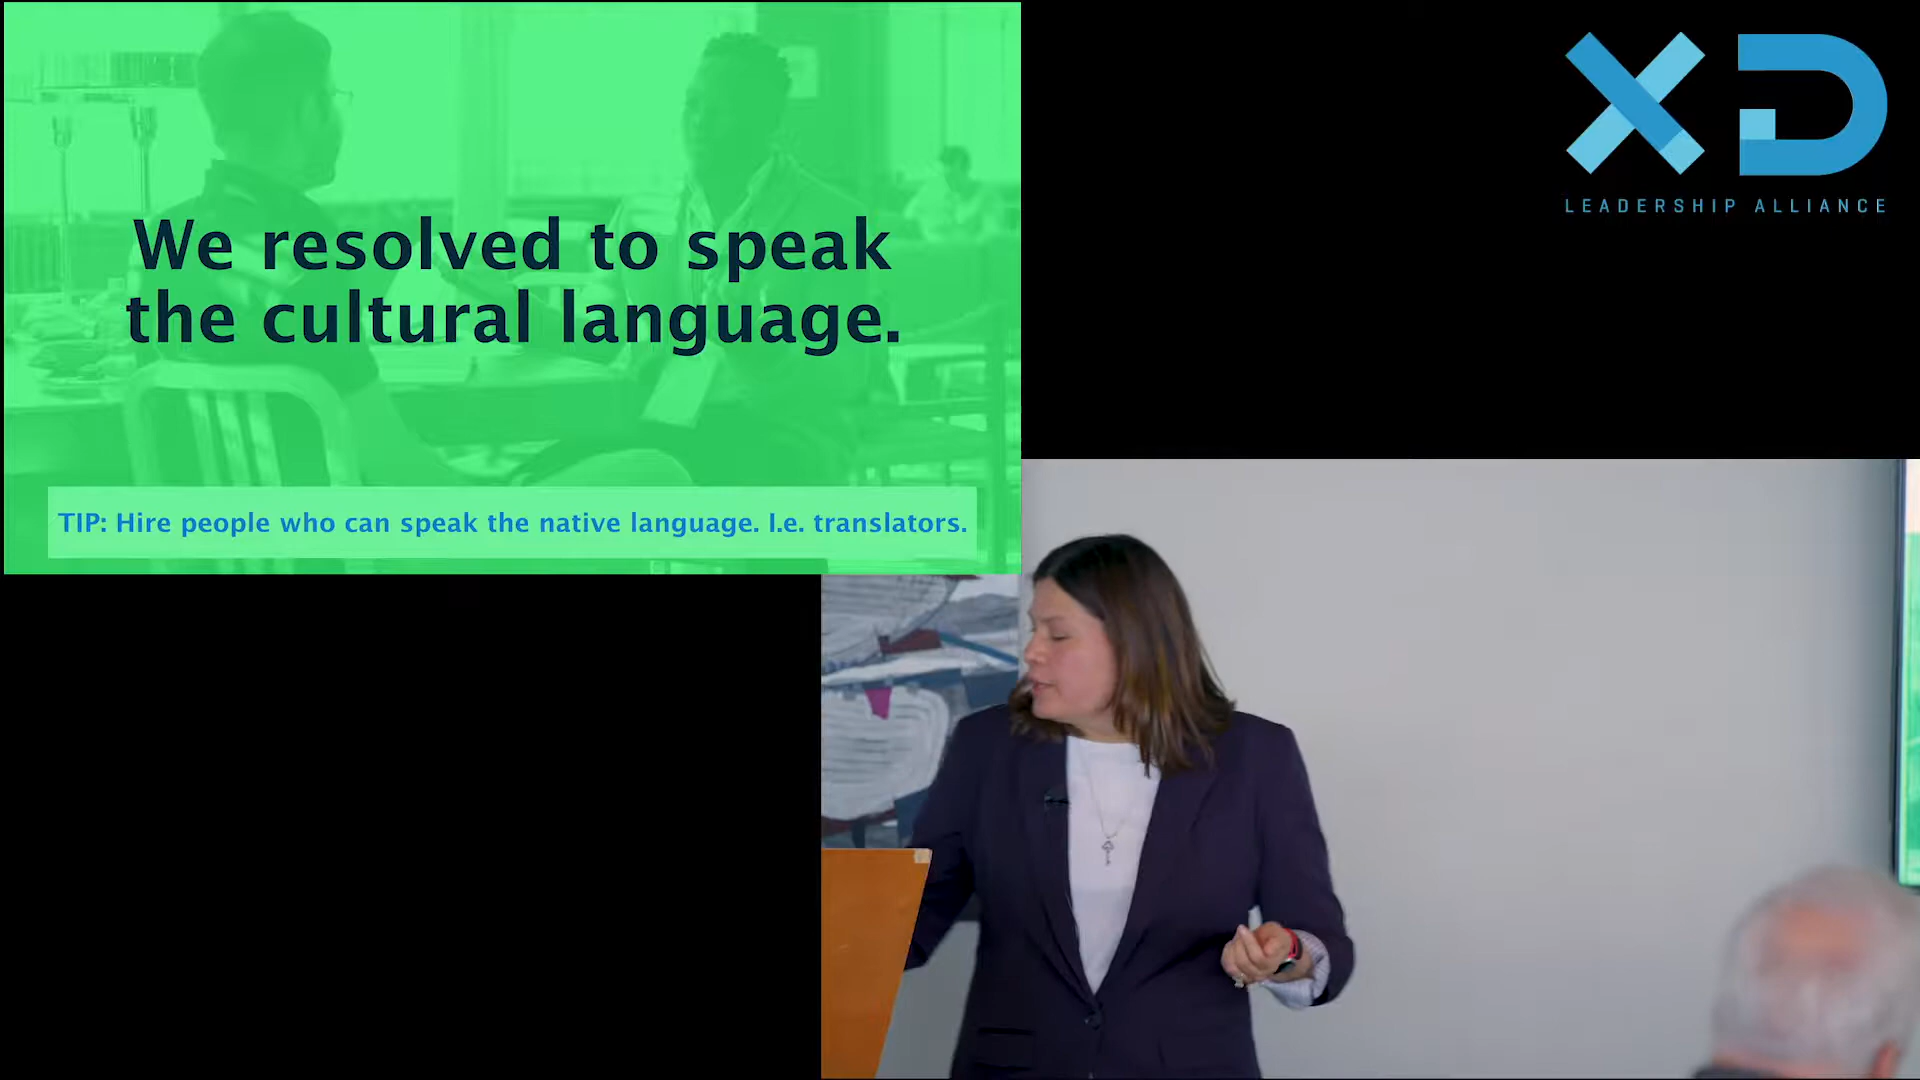 We resolved to speak
the cultural language.
TIP: Hire people who can speak the native language. I.e. translators.
XD
LEADERSHIP ALLIANCE